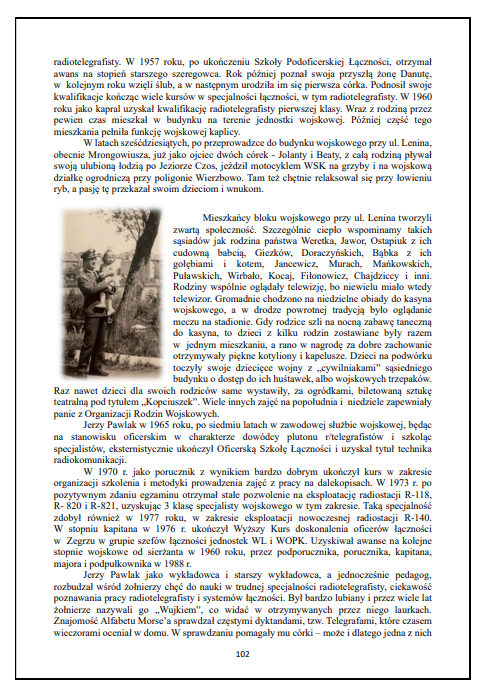 radiotelegrafisty. W 1957 roku, po ukończeniu Szkoły Podoficerskiej Łączności, otrzymał
awans na stopień starszego szeregowca. Rok później poznał swoja przyszłą żonę Danutę,
w kolejnym roku wzięli ślub, a w następnym urodziła im się pierwsza córka. Podnosił swoje
kwalifikacje kończąc wiele kursów w specjalności łączności, w tym radiotelegrafisty. W 1960
roku jako kapral uzyskał kwalifikację radiotelegrafisty pierwszej klasy. Wraz z rodziną przez
pewien czas mieszkał w budynku na terenie jednostki wojskowej. Później część tego
mieszkania pełniła funkcję wojskowej kaplicy.
W latach sześćdziesiątych, po przeprowadzce do budynku wojskowego przy ul. Lenina,
obecnie Mrongowiusza, już jako ojciec dwóch córek - Jolanty i Beaty, z całą rodziną pływał
swoją ulubioną łodzią po Jeziorze Czos, jeździł motocyklem WSK na grzyby i na wojskową
działkę ogrodniczą przy poligonie Wierzbowo. Tam też chętnie relaksował się przy łowieniu
ryb, a pasję tę przekazał swoim dzieciom i wnukom.
Mieszkańcy bloku wojskowego przy ul. Lenina tworzyli
zwartą społeczność. Szczególnie ciepło wspominamy takich
sąsiadów jak rodzina państwa Weretka, Jawor, Ostapiuk z ich
cudowną babcią, Giezków, Doraczyńskich, Bąbka z ich
gołębiami i kotem, Jancewicz, Murach, Mańkowskich,
Puławskich, Wirbało, Kocaj, Fiłonowicz, Chajdziccy i inni.
Rodziny wspólnie oglądały telewizję, bo niewielu miało wtedy
telewizor. Gromadnie chodzono na niedzielne obiady do kasyna
wojskowego, a w drodze powrotnej tradycją było oglądanie
meczu na stadionie. Gdy rodzice szli na nocną zabawę taneczną
do kasyna, to dzieci z kilku rodzin zostawiane były razem
w jednym mieszkaniu, a rano w nagrodę za dobre zachowanie
otrzymywały piękne kotyliony i kapelusze. Dzieci na podwórku
toczyły swoje dziecięce wojny z „cywilniakami” sąsiedniego
budynku o dostęp do ich huśtawek, albo wojskowych trzepaków.
Raz nawet dzieci dla swoich rodziców same wystawiły, za ogródkami, biletowaną sztukę
teatralną pod tytułem „Kopciuszek”. Wiele innych zajęć na popołudnia i niedziele zapewniały
panie z Organizacji Rodzin Wojskowych.
Jerzy Pawlak w 1965 roku, po siedmiu latach w zawodowej służbie wojskowej, będąc
na stanowisku oficerskim w charakterze dowódcy plutonu r/telegrafistów i szkoląc
specjalistów, eksternistycznie ukończył Oficerską Szkołę Łączności i uzyskał tytuł technika
radiokomunikacji.
W 1970 r. jako porucznik z wynikiem bardzo dobrym ukończył kurs w zakresie
organizacji szkolenia i metodyki prowadzenia zajęć z pracy na dalekopisach. W 1973 r. po
pozytywnym zdaniu egzaminu otrzymał stałe pozwolenie na eksploatację radiostacji R-118,
R- 820 i R-821, uzyskując 3 klasę specjalisty wojskowego w tym zakresie. Taką specjalność
zdobył również w 1977 roku, w zakresie eksploatacji nowoczesnej radiostacji R-140.
W stopniu kapitana w 1976 r. ukończył Wyższy Kurs doskonalenia oficerów łączności
w Zegrzu w grupie szefów łączności jednostek WL i WOPK. Uzyskiwał awanse na kolejne
stopnie wojskowe od sierżanta w 1960 roku, przez podporucznika, porucznika, kapitana,
majora i podpułkownika w 1988 r.
Jerzy Pawlak jako wykładowca i starszy wykładowca, a jednocześnie pedagog,
rozbudzał wśród żołnierzy chęć do nauki w trudnej specjalności radiotelegrafisty, ciekawość
poznawania pracy radiotelegrafisty i systemów łączności. Był bardzo lubiany i przez wiele lat
żołnierze nazywali go „Wujkiem”, co widać w otrzymywanych przez niego laurkach.
Znajomość Alfabetu Morse’a sprawdzał częstymi dyktandami, tzw. Telegrafami, które czasem
wieczorami oceniał w domu. W sprawdzaniu pomagały mu córki – może i dlatego jedna z nich
102